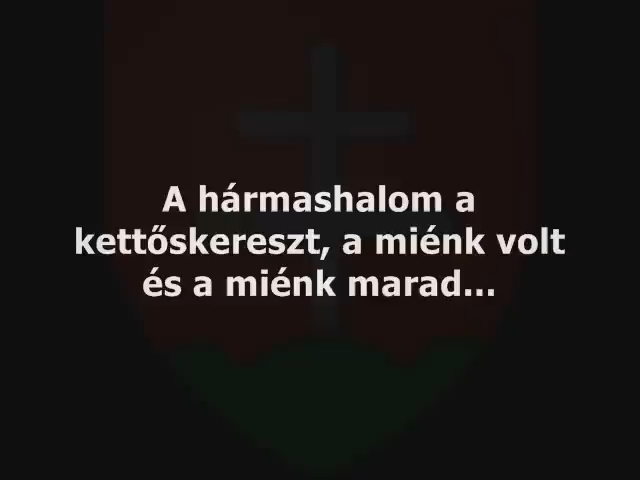 A hármashalom a
kettőskereszt, a miénk volt
és a miénk marad...